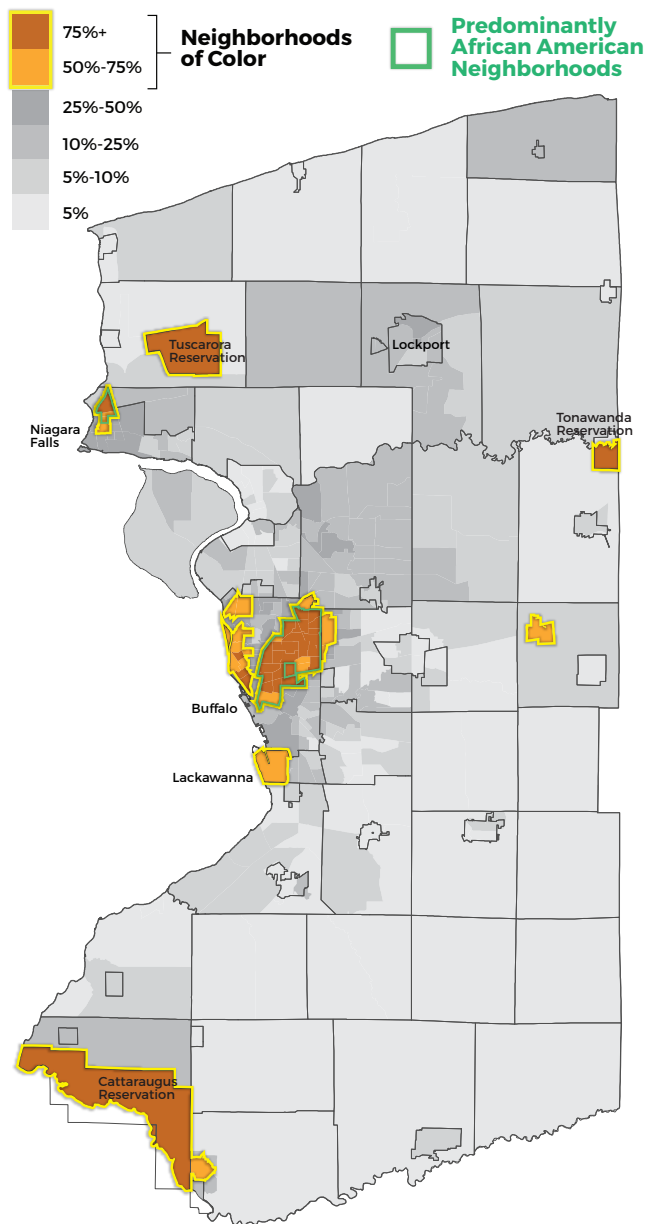 75%+
50%-75%
25%-50%
10%-25%
5%-10%
5%
Neighborhoods
of Color
Predominantly
African American
Neighborhoods
Tuscarora
Reservation
Lockport
Niagara
Falls
Tonawanda
Reservation
Buffalo
Lackawanna
Cattaraugus
Reservation